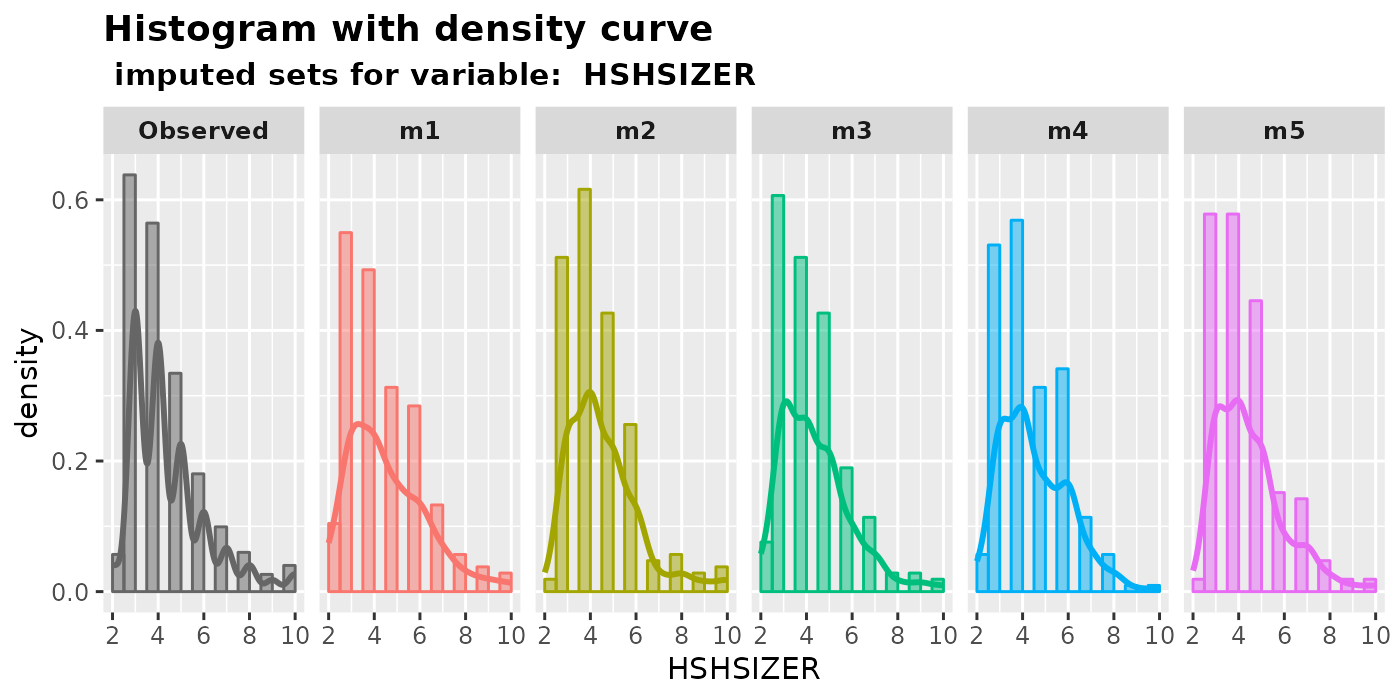 Histogram with density curve
imputed sets for variable:  HSHSIZER
Observed m1 m2 m3 m4 m5
density
0.6
0.4
0.2
0.0
2 4 6 8 10 2 4 6 8 10 2 4 6 8 10 2 4 6 8 10 2 4 6 8 10 2 4 6 8 10
HSHSIZER